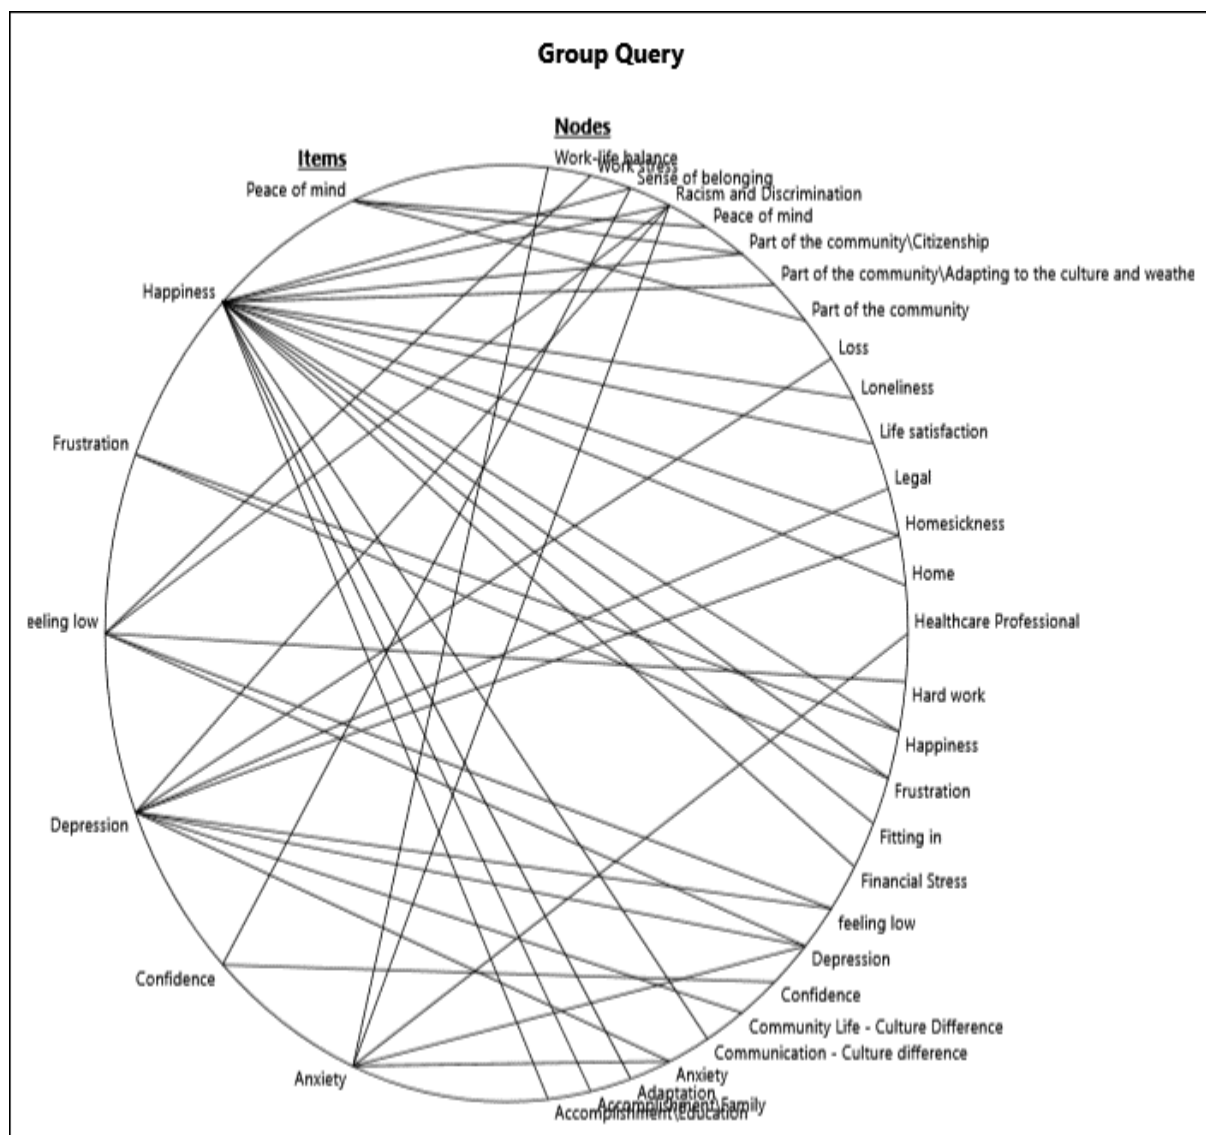 Group Query
Nodes
Items
Work-life balance
Work stress
Sense of belonging
Peace of mind
Racism and Discrimination
Peace of mind
Part of the community\Citizenship
Part of the community\Adapting to the culture and weathe
Happiness
Part of the community
Loss
Loneliness
Life satisfaction
Frustration
Legal
Homesickness
Home
eeling low
Healthcare Professional
Hard work
Happiness
Frustration
Depression
Fitting in
Financial Stress
feeling low
Depression
Confidence
Confidence
Community Life - Culture Difference
Communication - Culture difference
Anxiety
Anxiety
Adaptation
Accomplishment\Family
Accomplishment\Education